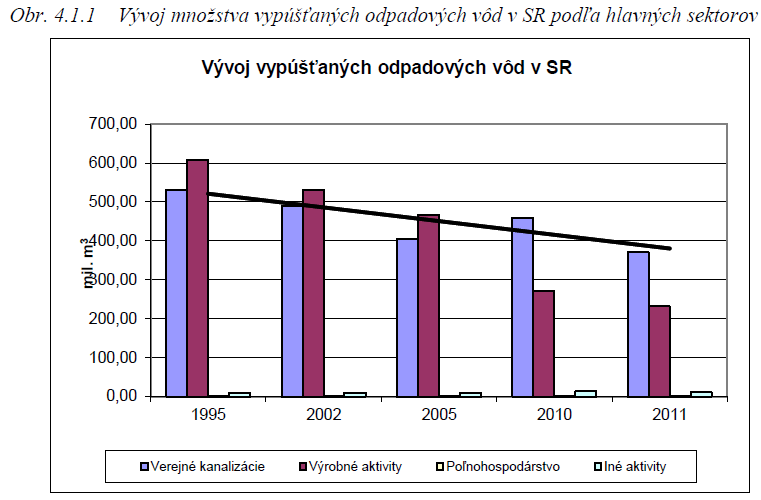 Obr. 4.1.1 Vývoj množstva vypúšťaných odpadových vôd v SR podľa hlavných sektorov
Vývoj vypúšťaných odpadových vôd v SR
mil. m³
700,00
600,00
500,00
400,00
300,00
200,00
100,00
0,00
1995 2002 2005 2010 2011
Verejné kanalizácie Výrobné aktivity Poľnohospodárstvo Iné aktivity